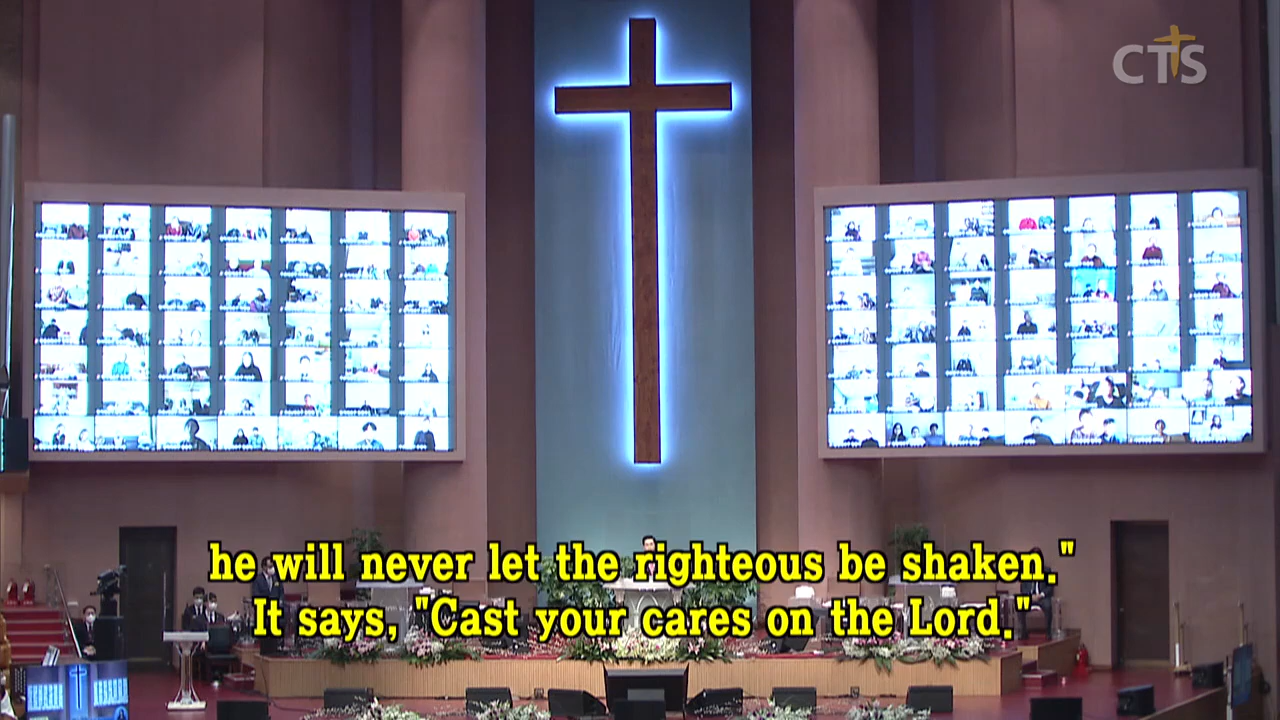 CTS
he will never let the righteous be shaken."
It says, "Cast your cares on the Lord."